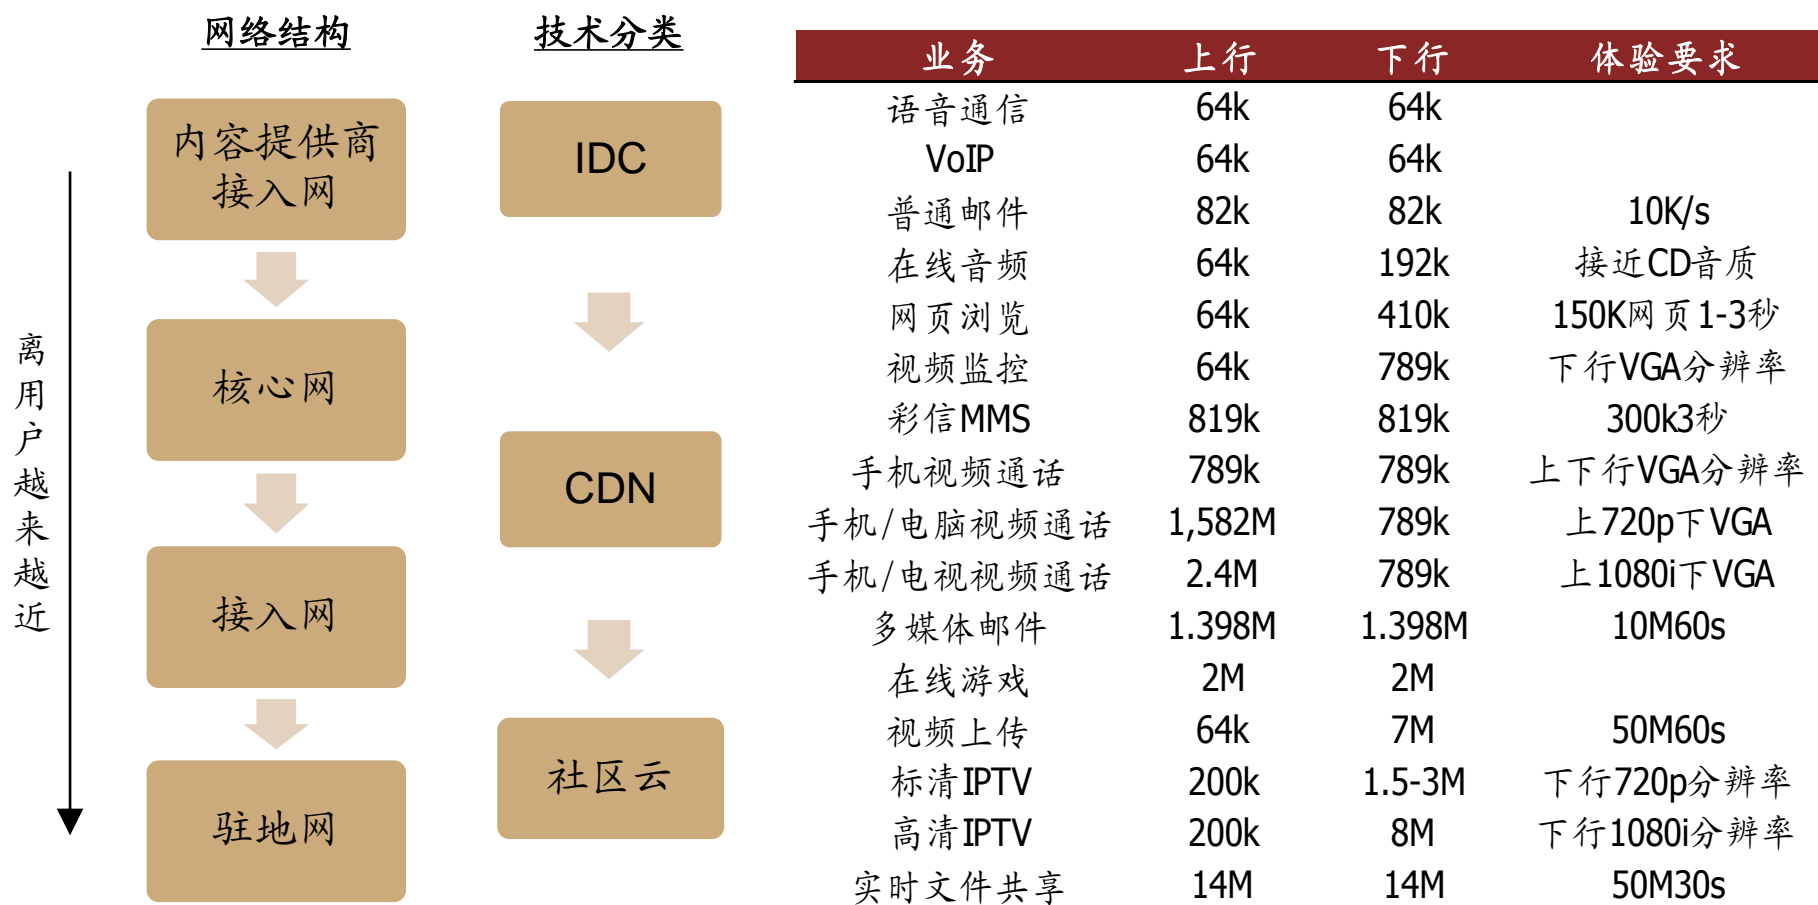 网络结构
技术分类
离用户越来越近
内容提供商
接入网
核心网
接入网
驻地网
IDC
CDN
社区云
业务 上行 下行 体验要求
语音通信 64k 64k
VoIP 64k 64k
普通邮件 82k 82k 10K/s
在线音频 64k 192k 接近CD音质
网页浏览 64k 410k 150K网页1-3秒
视频监控 64k 789k 下行VGA分辨率
彩信MMS 819k 819k 300k3秒
手机视频通话 789k 789k 上下行VGA分辨率
手机/电脑视频通话 1,582M 789k 上720p下VGA
手机/电视视频通话 2.4M 789k 上1080i下VGA
多媒体邮件 1.398M 1.398M 10M60s
在线游戏 2M 2M
视频上传 64k 7M 50M60s
标清IPTV 200k 1.5-3M 下行720p分辨率
高清IPTV 200k 8M 下行1080i分辨率
实时文件共享 14M 14M 50M30s